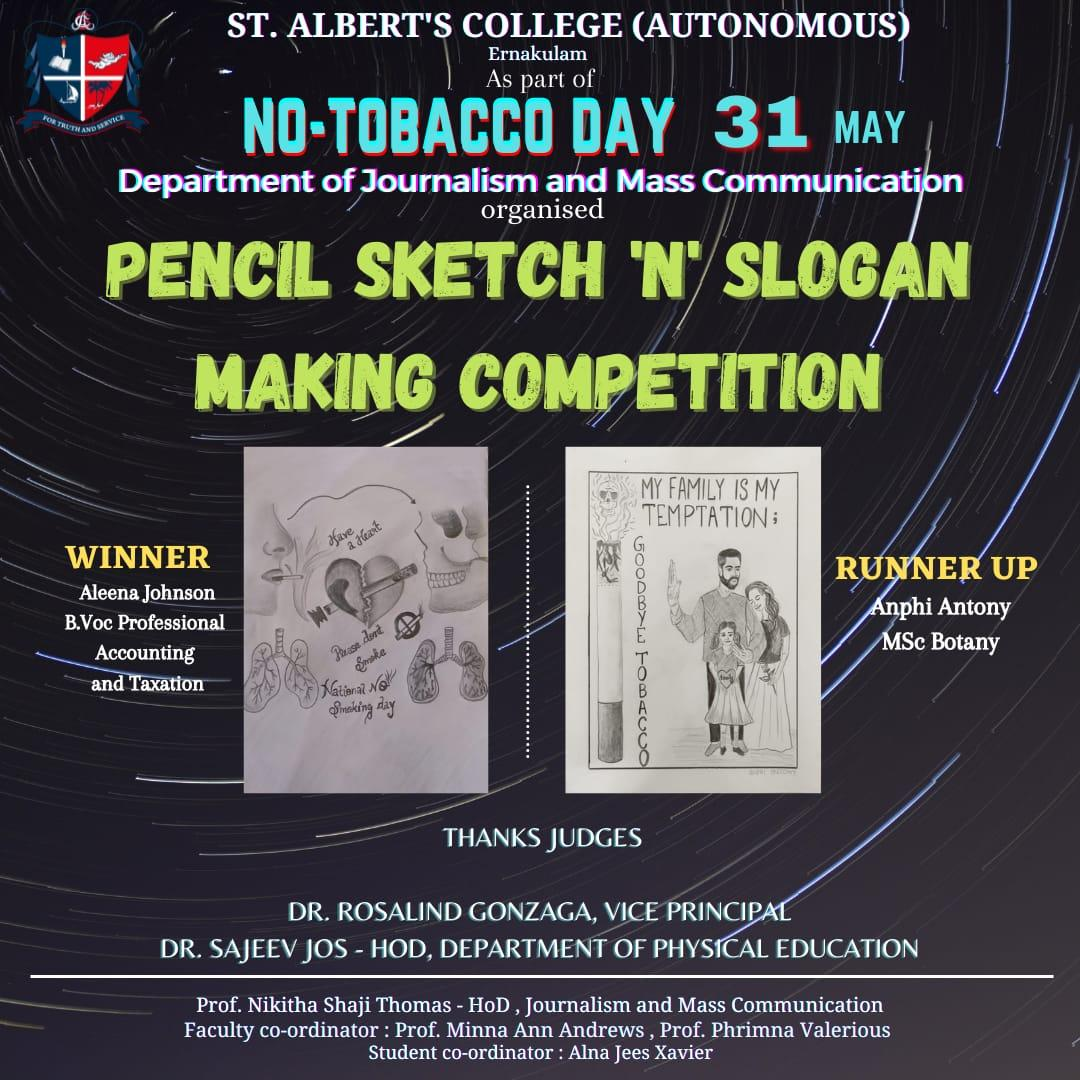 ST. ALBERT'S COLLEGE (AUTONOMOUS)
Ernakulam
As part of
NO-TOBACCO DAY 31 MAY
Department of Journalism and Mass Communication
organised
PENCIL SKETCH 'N' SLOGAN
MAKING COMPETITION
FOR TRUTH AND SERVICE
WINNER
Aleena Johnson
B.Voc Professional
Accounting
and Taxation
Have
a Heart
Please dont
Smoke
National No
Smoking day
MY FAMILY IS MY
TEMPTATION;
GOODBYE TOBACCO
family
RUNNER UP
Anphi Antony
MSc Botany
THANKS JUDGES
DR. ROSALIND GONZAGA, VICE PRINCIPAL
DR. SAJEEV JOS - HOD, DEPARTMENT OF PHYSICAL EDUCATION
Prof. Nikitha Shaji Thomas - HoD , Journalism and Mass Communication
Faculty co-ordinator : Prof. Minna Ann Andrews , Prof. Phrimna Valerious
Student co-ordinator : Alna Jees Xavier